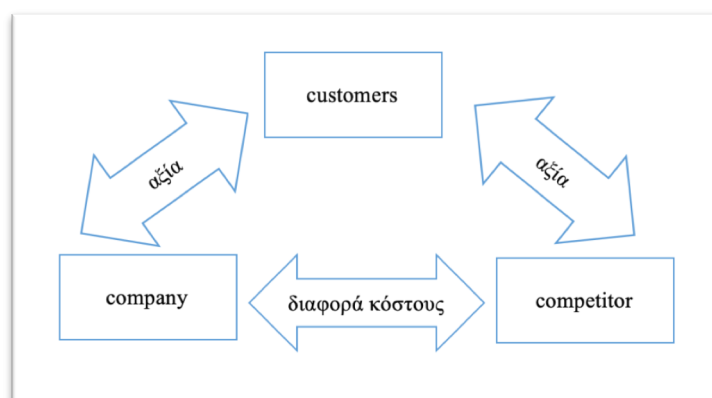 customers
αξία
αξία
company
διαφορά κόστους
competitor